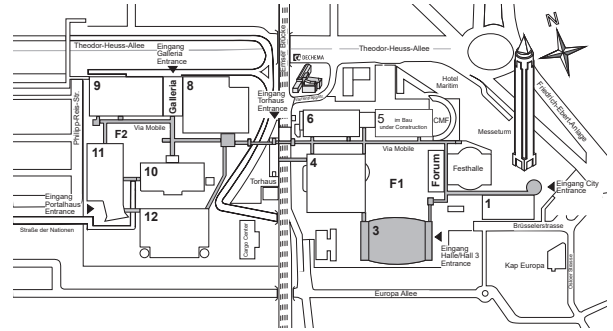 N
Theodor-Heuss-Allee
Eingang
Galleria
Entrance
Emser Brücke
DECHEMA
Theodor-Heuss-Allee
Friedrich-Ebert-Anlage
Philipp-Reis-Str.
9
Galleria
8
Eingang
Torhaus
Entrance
Hotel
Maritim
6
5
im Bau
under Construction
CMF
Messeturm
F2
Via Mobile
Via Mobile
11
10
4
F1
Forum
Festhalle
Eingang
Portalhaus
Entrance
12
Torhaus
1
Eingang City
Entrance
Straße der Nationen
Cargo Center
3
Eingang
Halle/Hall 3
Entrance
Brüsselerstrasse
Kap Europa
Europa Allee